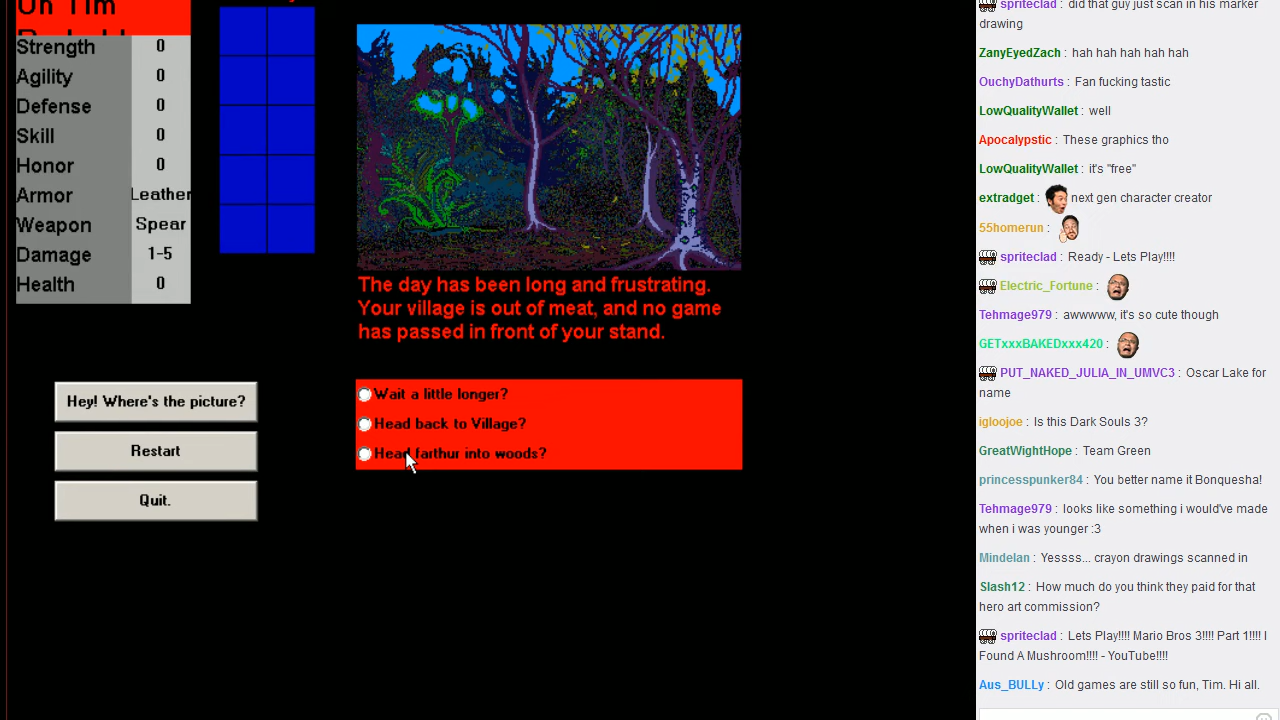 Oh Tim
Strength 0
Agility 0
Defense 0
Skill 0
Honor 0
Armor Leather
Weapon Spear
Damage 1-5
Health 0
The day has been long and frustrating.
Your village is out of meat, and no game
has passed in front of your stand.
Wait a little longer?
Head back to Village?
Head farthur into woods?
Hey! Where's the picture?
Restart
Quit.
spriteclad : did that guy just scan in his marker
drawing
ZanyEyedZach : hah hah hah hah hah
OuchyDathurts : Fan fucking tastic
LowQualityWallet : well
Apocalypstic : These graphics tho
LowQualityWallet : it's "free"
extradget : next gen character creator
55homerun :
spriteclad : Ready - Lets Play!!!!
Electric_Fortune :
Tehmage979 : awwwww, it's so cute though
GETxxxBAKEDxxx420 :
PUT_NAKED_JULIA_IN_UMVC3 : Oscar Lake for
name
igloojoe : Is this Dark Souls 3?
GreatWightHope : Team Green
princesspunker84 : You better name it Bonquesha!
Tehmage979 : looks like something i would've made
when i was younger :3
Mindelan : Yessss... crayon drawings scanned in
Slash12 : How much do you think they paid for that
hero art commission?
spriteclad : Lets Play!!!! Mario Bros 3!!!! Part 1!!!! I
Found A Mushroom!!!! - YouTube!!!!
Aus_BULLy : Old games are still so fun, Tim. Hi all.